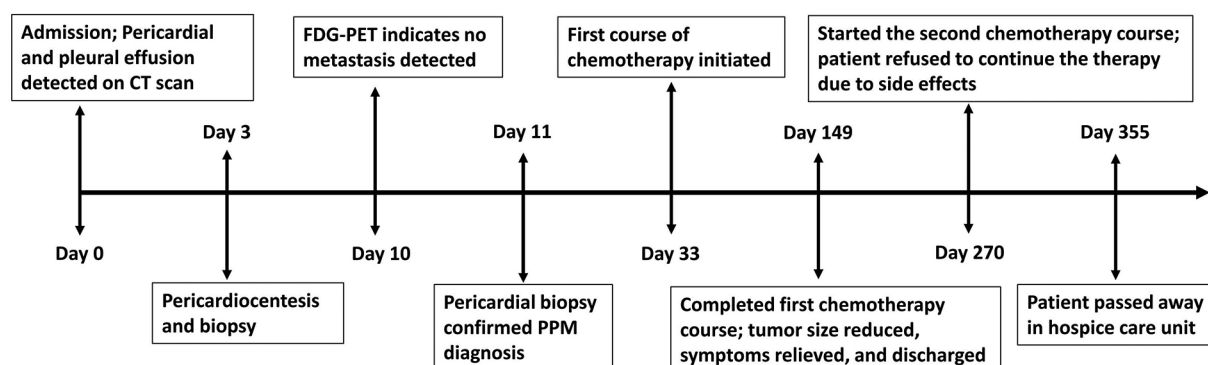 Admission; Pericardial
and pleural effusion
detected on CT scan
FDG-PET indicates no
metastasis detected
First course of
chemotherapy initiated
Started the second chemotherapy course;
patient refused to continue the therapy
due to side effects
Day 3
Day 11
Day 149
Day 355
Day 0
Day 10
Day 33
Day 270
Pericardiocentesis
and biopsy
Pericardial biopsy
confirmed PPM
diagnosis
Completed first chemotherapy
course; tumor size reduced,
symptoms relieved, and discharged
Patient passed away
in hospice care unit